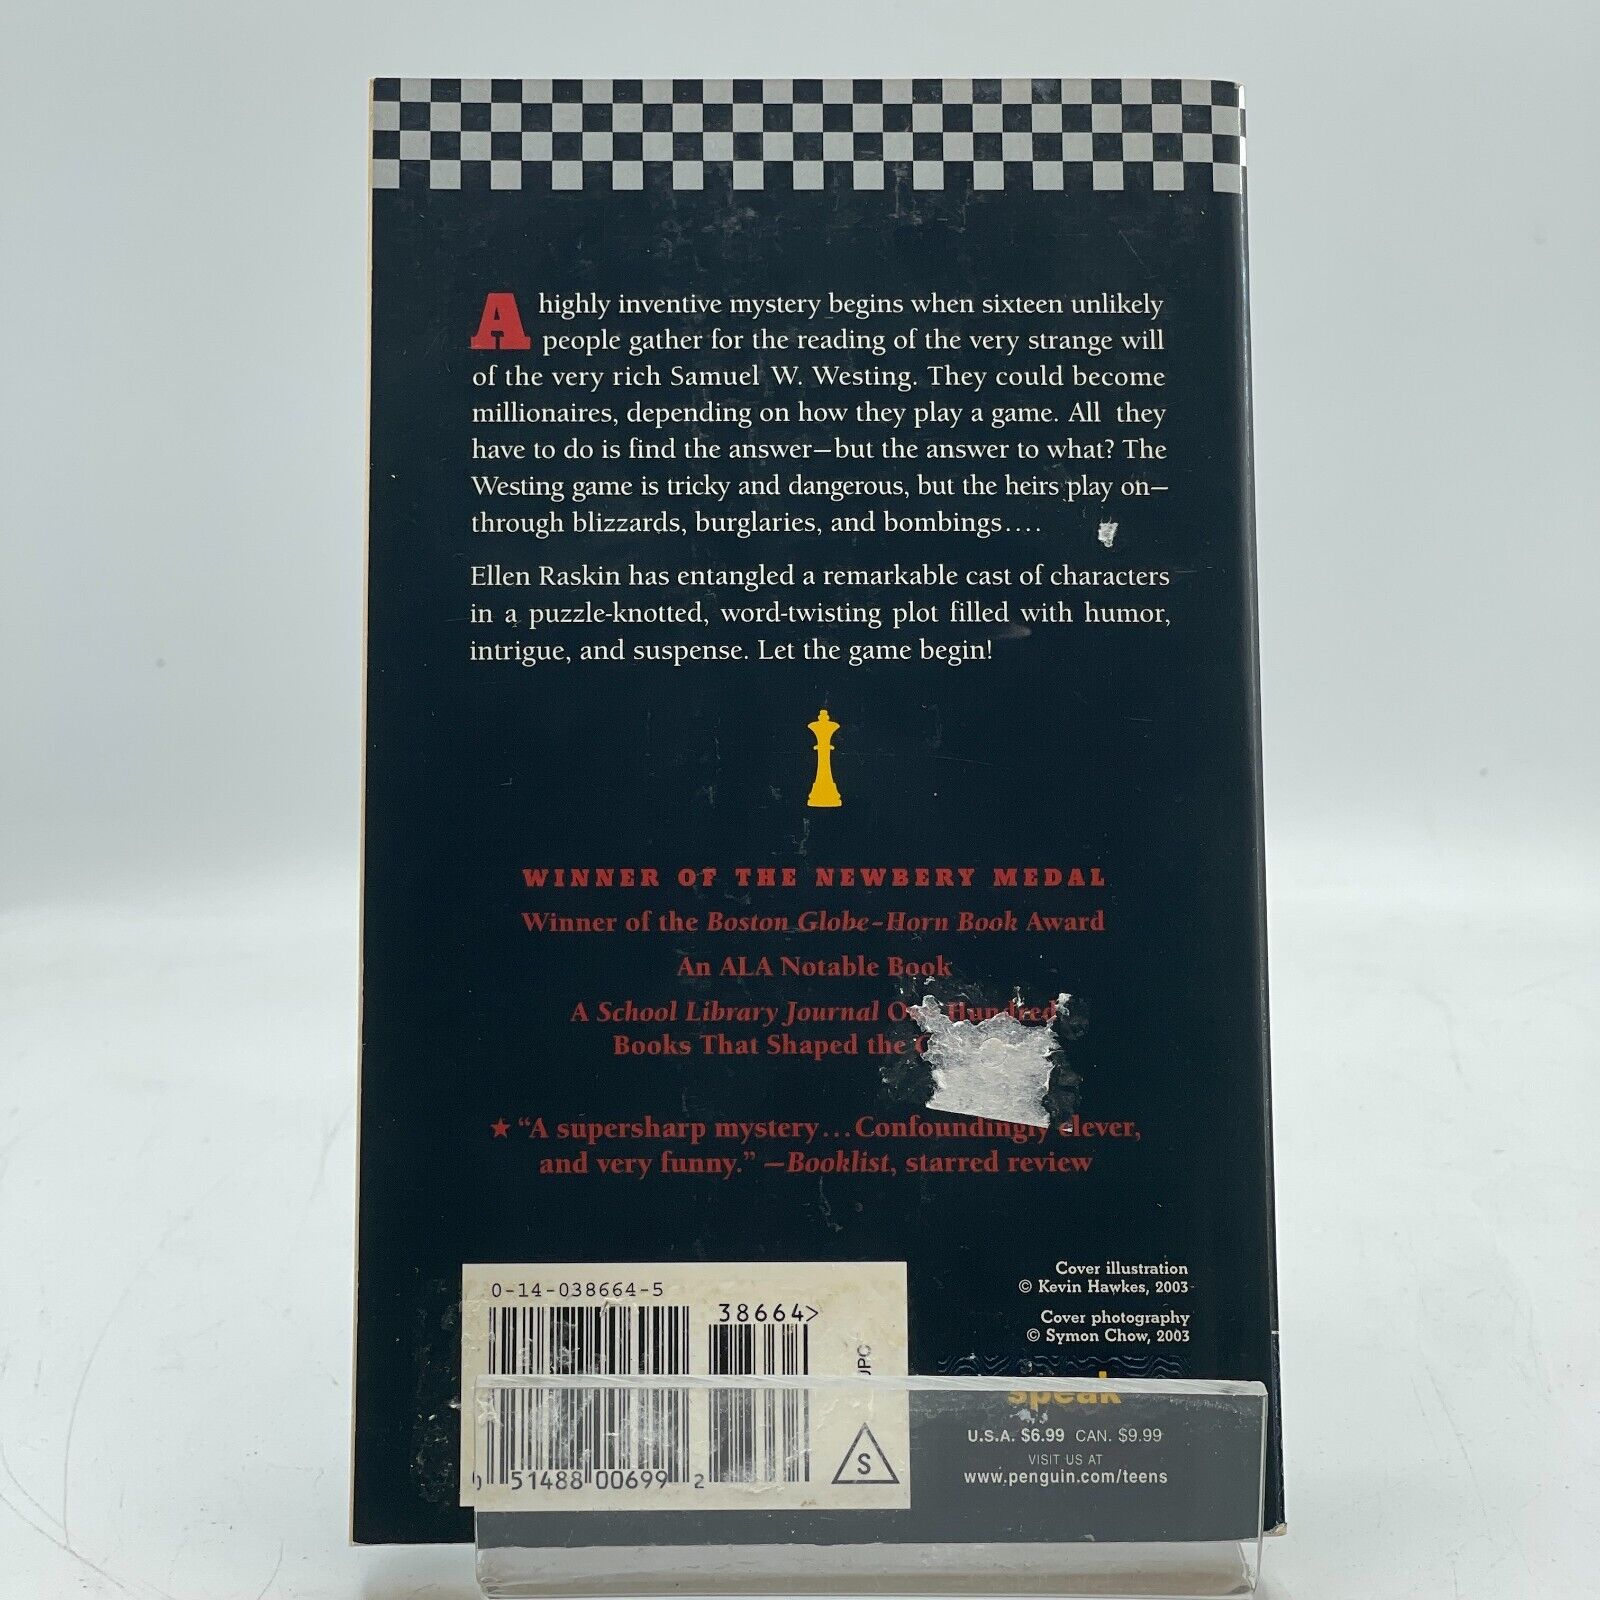 A highly inventive mystery begins when sixteen unlikely
people gather for the reading of the very strange will
of the very rich Samuel W. Westing. They could become
millionaires, depending on how they play a game. All they
have to do is find the answer—but the answer to what? The
Westing game is tricky and dangerous, but the heirs play on—
through blizzards, burglaries, and bombings....
Ellen Raskin has entangled a remarkable cast of characters
in a puzzle-knotted, word-twisting plot filled with humor,
intrigue, and suspense. Let the game begin!
WINNER OF THE NEWBERY MEDAL
Winner of the Boston Globe–Horn Book Award
An ALA Notable Book
A School Library Journal Hundred
Books That Shaped the
★ “A supersharp mystery...Confoundingly clever,
and very funny.” —Booklist, starred review
0-14-038664-5
38664>
UPC
0 51488 00699 2
S
Cover illustration
© Kevin Hawkes, 2003
Cover photography
© Symon Chow, 2003
speak
U.S.A. $6.99 CAN. $9.99
VISIT US AT
www.penguin.com/teens